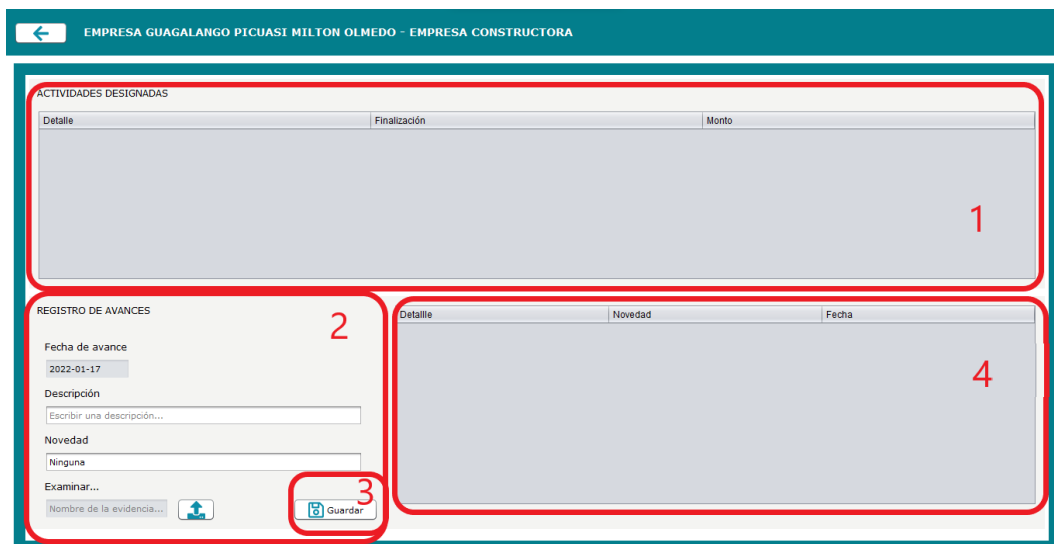 EMPRESA GUAGALANGO PICUASI MILTON OLMEDO - EMPRESA CONSTRUCTORA
ACTIVIDADES DESIGNADAS
Detalle Finalización Monto
1
REGISTRO DE AVANCES
2
Fecha de avance
2022-01-17
Descripción
Escribir una descripción...
Novedad
Ninguna
Examinar...
Nombre de la evidencia...
3
Guardar
Detallle Novedad Fecha
4